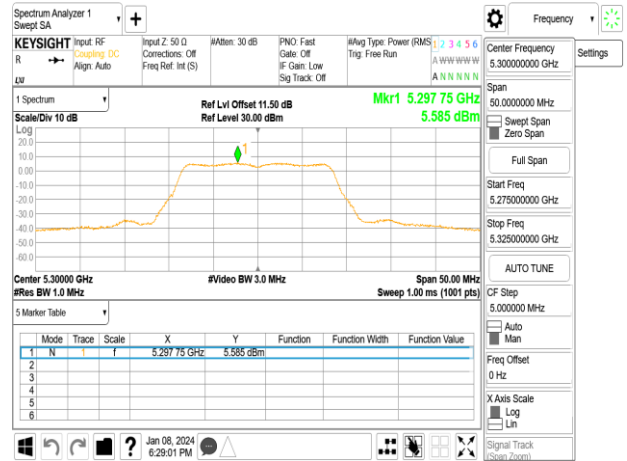 Spectrum Analyzer 1
Swept SA
Frequency
KEYSIGHT
R
Input: RF
Coupling: DC
Align: Auto
Input Z: 50 Ω
Corrections: Off
Freq Ref: Int (S)
#Atten: 30 dB
PNO: Fast
Gate: Off
IF Gain: Low
Sig Track: Off
#Avg Type: Power (RMS
Trig: Free Run
1 2 3 4 5 6
A W W W W W
A N N N N N
1 Spectrum
Scale/Div 10 dB
Ref Lvl Offset 11.50 dB
Ref Level 30.00 dBm
Mkr1 5.297 75 GHz
5.585 dBm
Log
20.0
10.0
0.00
-10.0
-20.0
-30.0
-40.0
-50.0
-60.0
1
Center 5.30000 GHz
#Res BW 1.0 MHz
#Video BW 3.0 MHz
Span 50.00 MHz
Sweep 1.00 ms (1001 pts)
5 Marker Table
Mode Trace Scale X Y Function Function Width Function Value
1 N 1 f 5.297 75 GHz 5.585 dBm
2
3
4
5
6
Jan 08, 2024
6:29:01 PM
Center Frequency
5.300000000 GHz
Settings
Span
50.0000000 MHz
Swept Span
Zero Span
Full Span
Start Freq
5.275000000 GHz
Stop Freq
5.325000000 GHz
AUTO TUNE
CF Step
5.000000 MHz
Auto
Man
Freq Offset
0 Hz
X Axis Scale
Log
Lin
Signal Track
(Span Zoom)